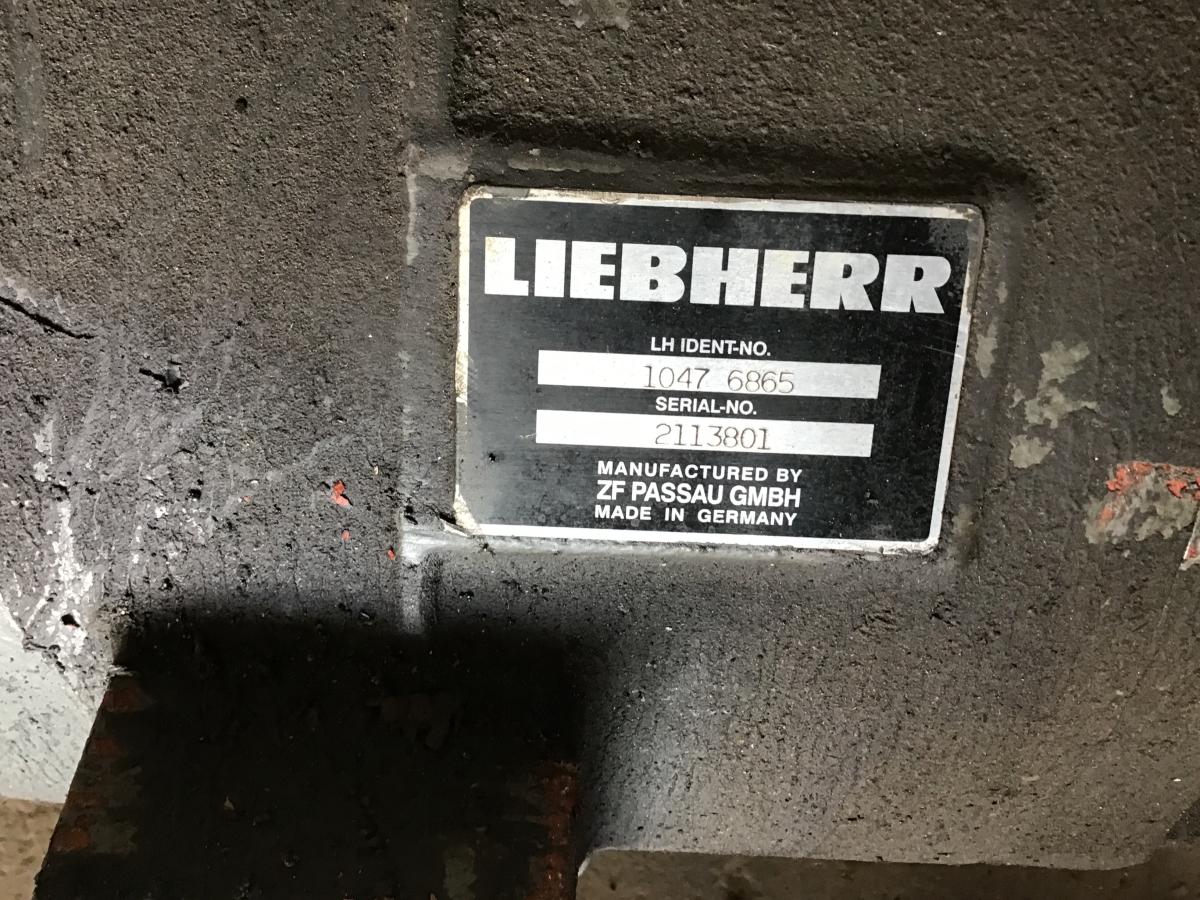 LIEBHERR
LH IDENT-NO.
1047 6865
SERIAL-NO.
2113801
MANUFACTURED BY
ZF PASSAU GMBH
MADE IN GERMANY